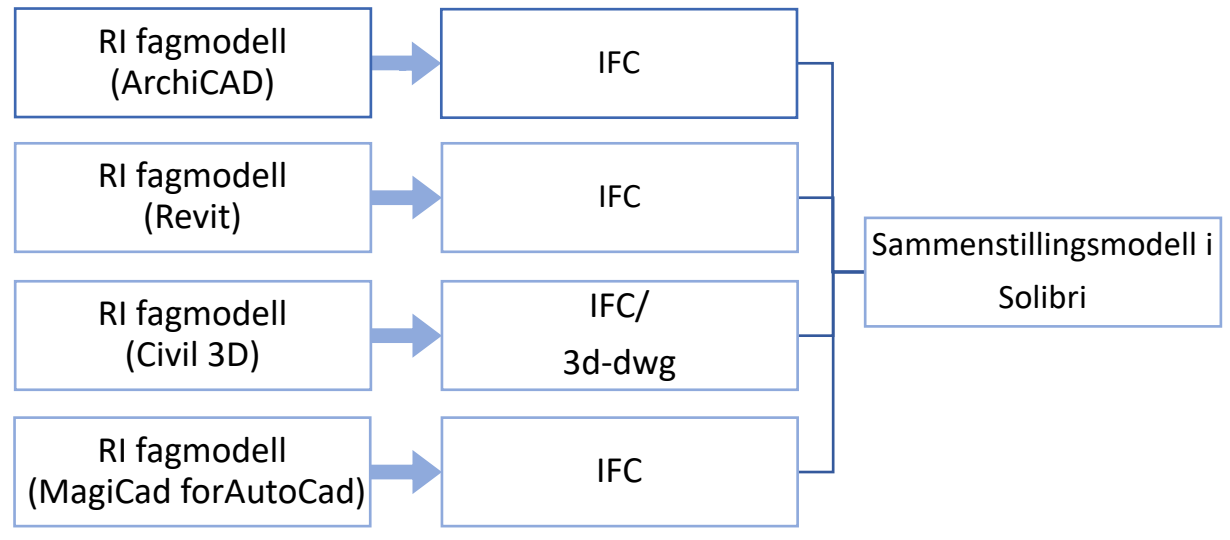 RI fagmodell
(ArchiCAD)
IFC
RI fagmodell
(Revit)
IFC
RI fagmodell
(Civil 3D)
IFC/
3d-dwg
RI fagmodell
(MagiCad forAutoCad)
IFC
Sammenstillingsmodell i
Solibri